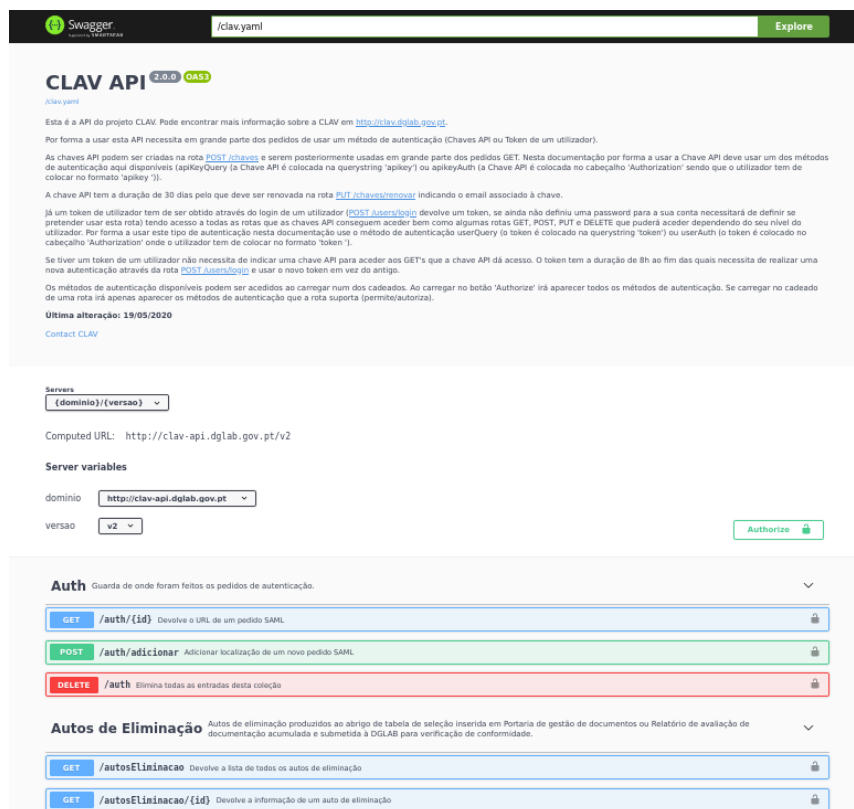 Swagger.
Supported by SMARTBEAR
/clav.yaml
Explore
CLAV API 2.0.0 OAS3
/clav.yaml
Esta é a API do projeto CLAV. Pode encontrar mais informação sobre a CLAV em http://clav.dglab.gov.pt.
Por forma a usar esta API necessita em grande parte dos pedidos de usar um método de autenticação (Chaves API ou Token de um utilizador).
As chaves API podem ser criadas na rota POST /chaves e serem posteriormente usadas em grande parte dos pedidos GET. Nesta documentação por forma a usar a Chave API deve usar um dos métodos
de autenticação aqui disponíveis (apiKeyQuery (a Chave API é colocada na querystring 'apikey') ou apikeyAuth (a Chave API é colocada no cabeçalho 'Authorization' sendo que o utilizador tem de
colocar no formato 'apikey ')).
A chave API tem a duração de 30 dias pelo que deve ser renovada na rota PUT /chaves/renovar indicando o email associado à chave.
Já um token de utilizador tem de ser obtido através do login de um utilizador (POST /users/login devolve um token, se ainda não definiu uma password para a sua conta necessitará de definir se
pretender usar esta rota) tendo acesso a todas as rotas que as chaves API conseguem aceder bem como algumas rotas GET, POST, PUT e DELETE que puderá aceder dependendo do seu nível do
utilizador. Por forma a usar este tipo de autenticação nesta documentação use o método de autenticação userQuery (o token é colocado na querystring 'token') ou userAuth (o token é colocado no
cabeçalho 'Authorization' onde o utilizador tem de colocar no formato 'token ').
Se tiver um token de um utilizador não necessita de indicar uma chave API para aceder aos GET's que a chave API dá acesso. O token tem a duração de 8h ao fim das quais necessita de realizar uma
nova autenticação através da rota POST /users/login e usar o novo token em vez do antigo.
Os métodos de autenticação disponíveis podem ser acedidos ao carregar num dos cadeados. Ao carregar no botão 'Authorize' irá aparecer todos os métodos de autenticação. Se carregar no cadeado
de uma rota irá apenas aparecer os métodos de autenticação que a rota suporta (permite/autoriza).
Última alteração: 19/05/2020
Contact CLAV
Servers
{dominio}/{versao}
Computed URL: http://clav-api.dglab.gov.pt/v2
Server variables
dominio http://clav-api.dglab.gov.pt
versao v2
Authorize
Auth Guarda de onde foram feitos os pedidos de autenticação.
GET /auth/{id} Devolve o URL de um pedido SAML
POST /auth/adicionar Adicionar localização de um novo pedido SAML
DELETE /auth Elimina todas as entradas desta coleção
Autos de Eliminação Autos de eliminação produzidos ao abrigo de tabela de seleção inserida em Portaria de gestão de documentos ou Relatório de avaliação de
documentação acumulada e submetida à DGLAB para verificação de conformidade.
GET /autosEliminacao Devolve a lista de todos os autos de eliminação
GET /autosEliminacao/{id} Devolve a informação de um auto de eliminação